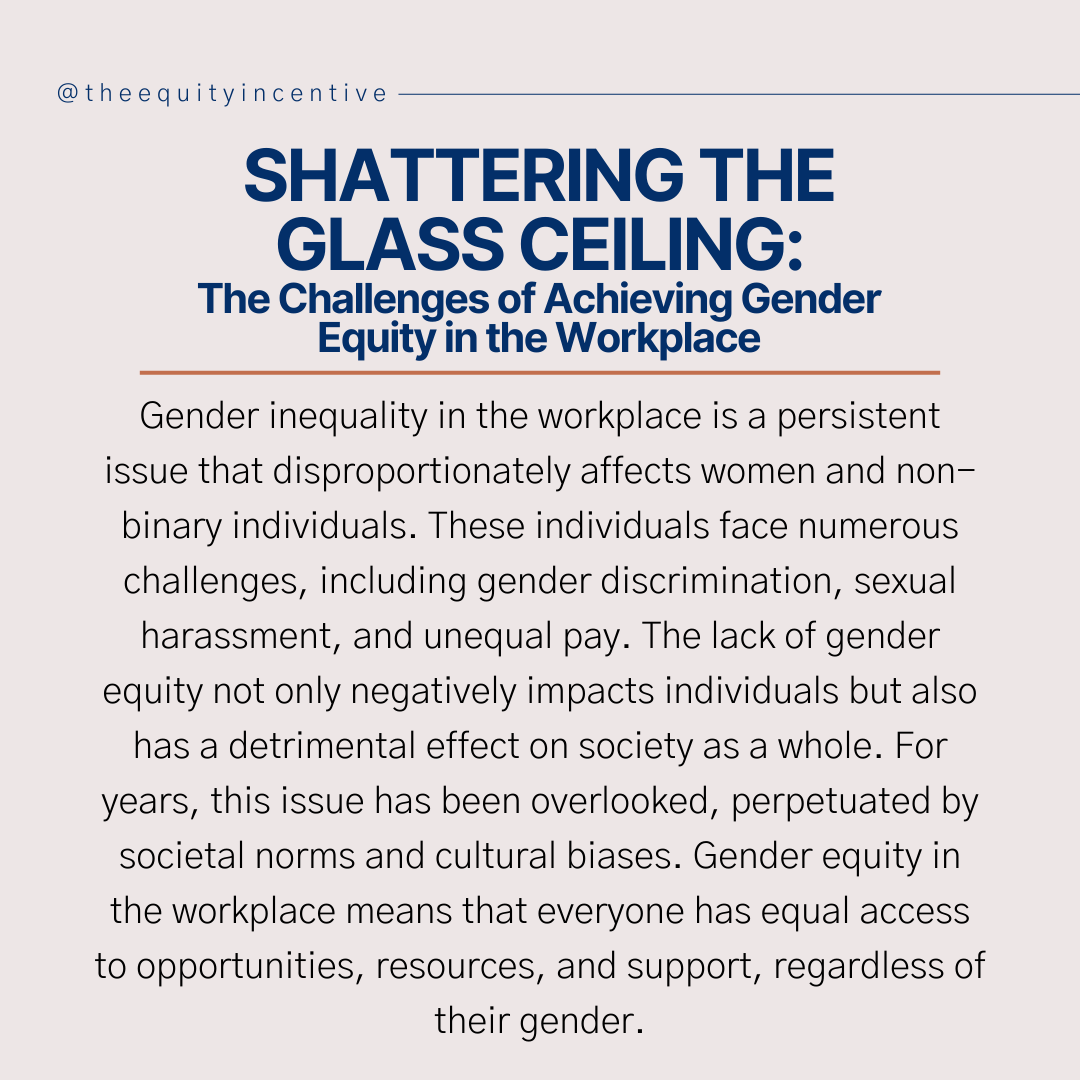 @theequityincentive
SHATTERING THE
GLASS CEILING:
The Challenges of Achieving Gender
Equity in the Workplace
Gender inequality in the workplace is a persistent
issue that disproportionately affects women and non-
binary individuals. These individuals face numerous
challenges, including gender discrimination, sexual
harassment, and unequal pay. The lack of gender
equity not only negatively impacts individuals but also
has a detrimental effect on society as a whole. For
years, this issue has been overlooked, perpetuated by
societal norms and cultural biases. Gender equity in
the workplace means that everyone has equal access
to opportunities, resources, and support, regardless of
their gender.